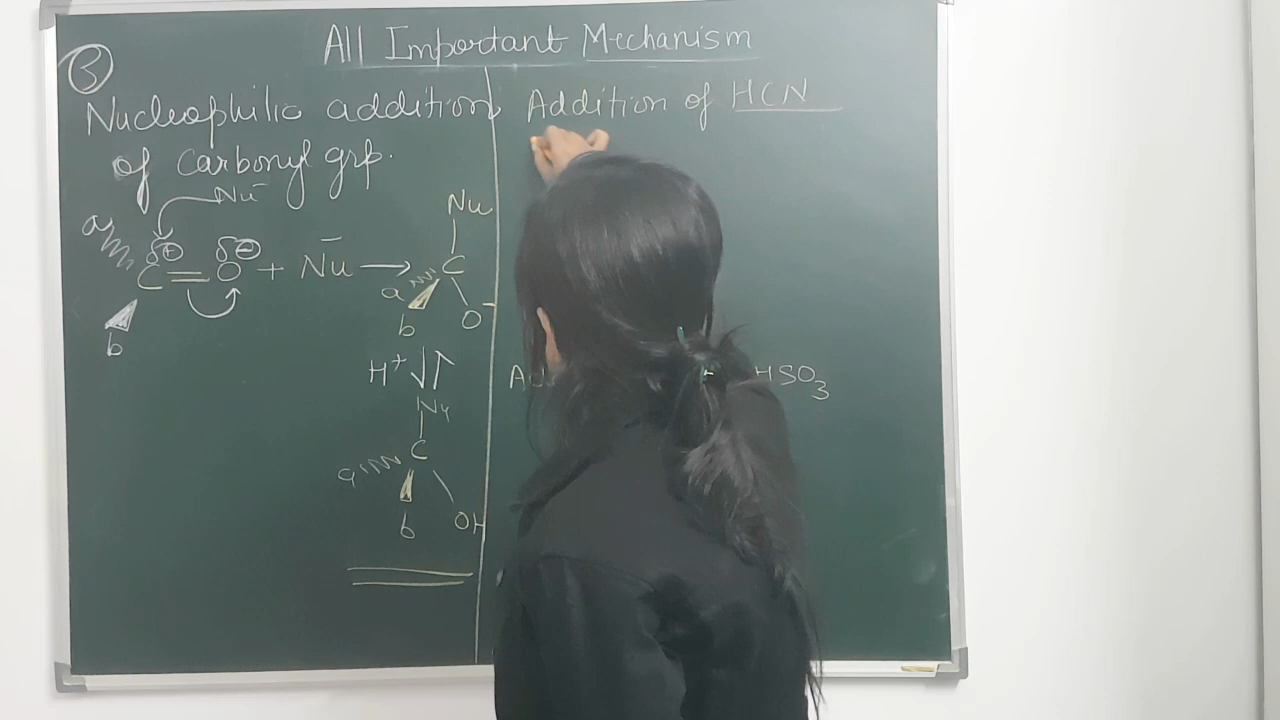 All Important Mechanism
3
Nucleophilic addition
of carbonyl grp.
Nu⁻
a
δ⊕ δ⊖
C = O + Nu⁻ →
b
Nu
C
a
b
O⁻
H⁺
Nu
C
a
b
OH
Addition of HCN
HSO₃